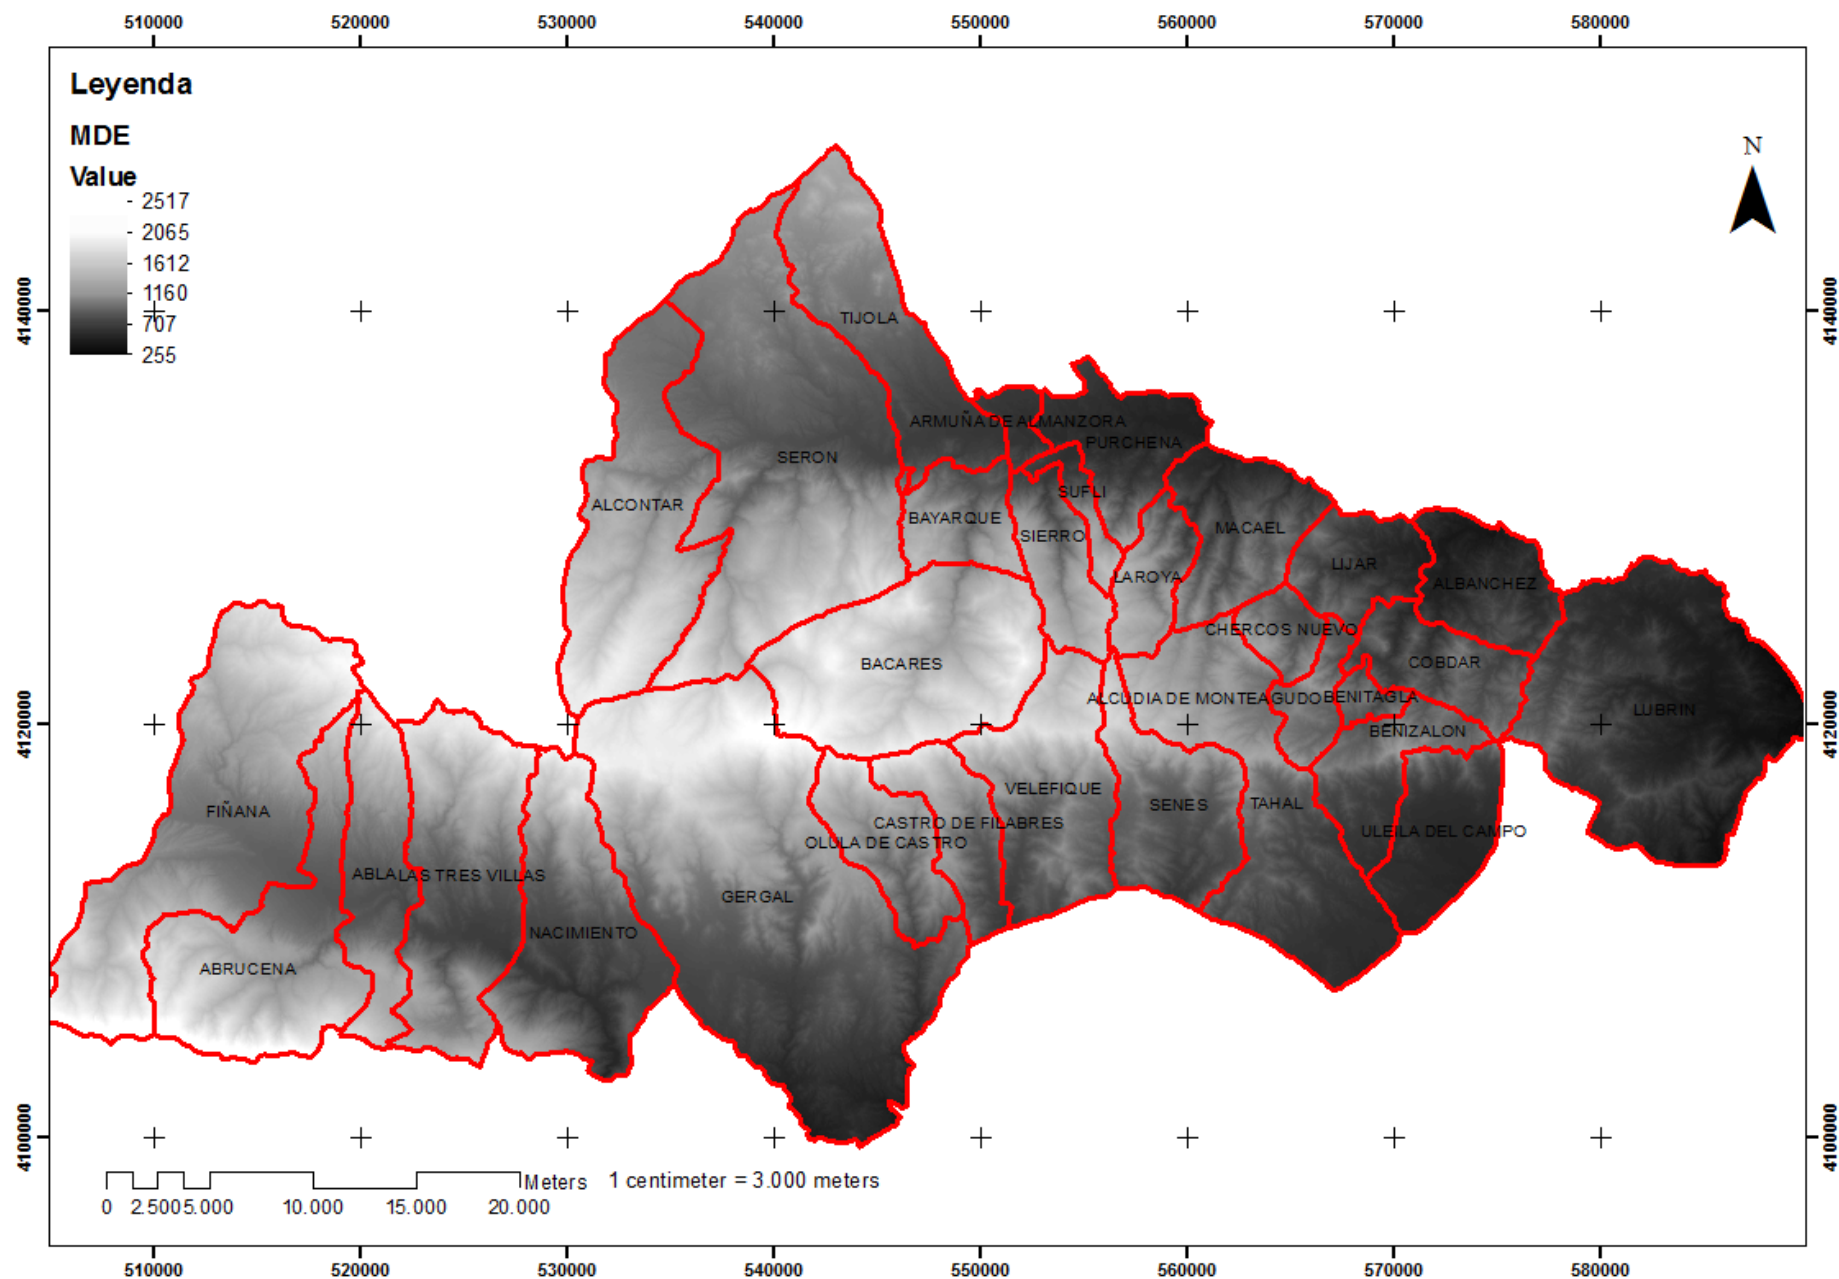 510000 520000 530000 540000 550000 560000 570000 580000
Leyenda
MDE
Value
2517
2065
1612
1160
707
255
N
4140000
4140000
TIJOLA
ARMUÑA DE ALMANZORA
PURCHENA
SERON
SUFLI
ALCONTAR
BAYARQUE
SIERRO
MACAEL
LIJAR
LAROYA
ALBANCHEZ
CHERCOS NUEVO
BACARES
COBDAR
ALCUDIA DE MONTEAGUDO
BENITAGLA
LUBRIN
4120000
4120000
BENIZALON
VELEFIQUE
SENES
TAHAL
FIÑANA
CASTRO DE FILABRES
ULEILA DEL CAMPO
OLULA DE CASTRO
ABLA
LAS TRES VILLAS
GERGAL
NACIMIENTO
ABRUCENA
4100000
4100000
Meters 1 centimeter = 3.000 meters
0 2.500 5.000 10.000 15.000 20.000
510000 520000 530000 540000 550000 560000 570000 580000